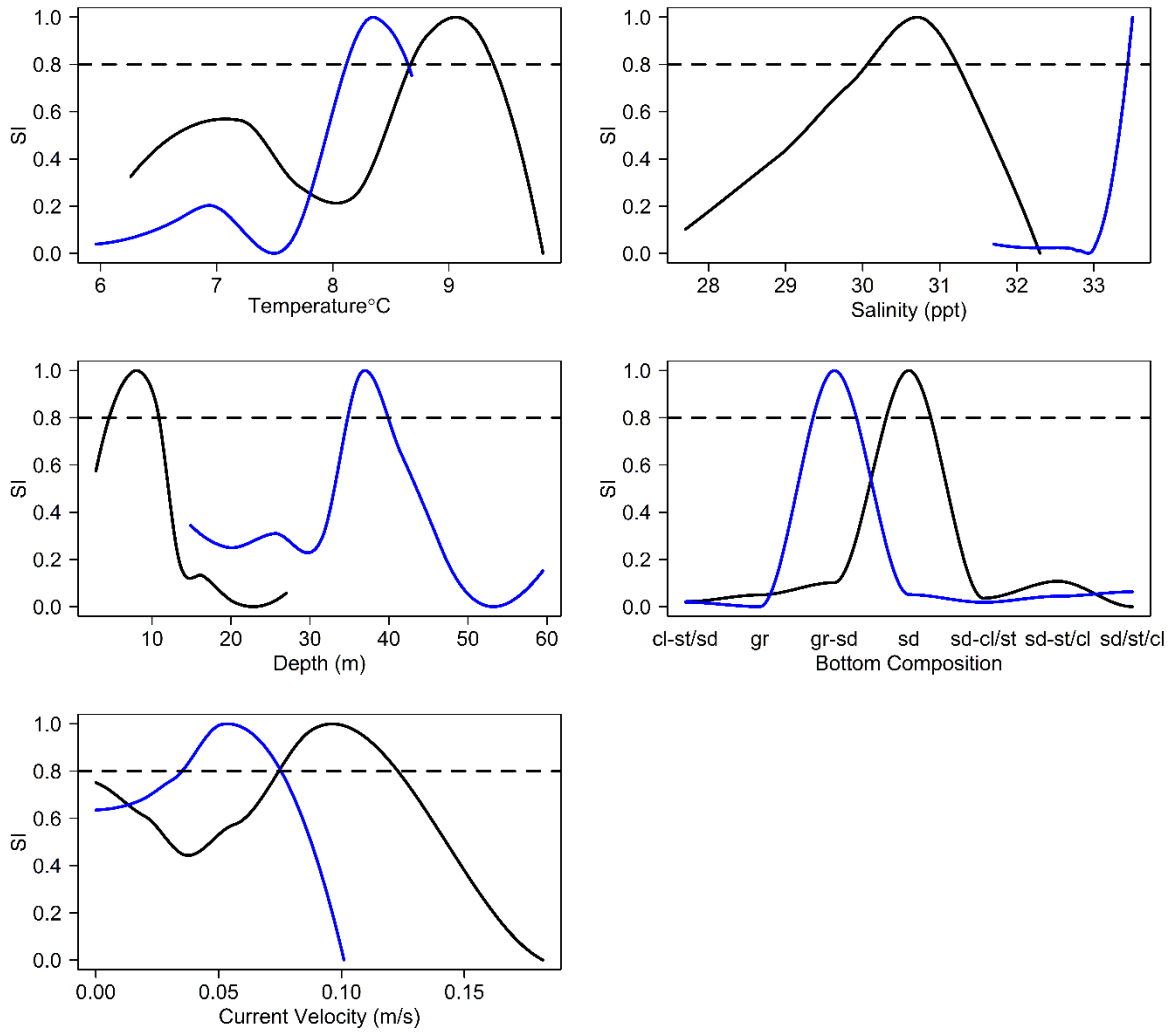 1.0
0.8
0.6
0.4
0.2
0.0
SI
6 7 8 9
Temperature°C
1.0
0.8
0.6
0.4
0.2
0.0
SI
28 29 30 31 32 33
Salinity (ppt)
1.0
0.8
0.6
0.4
0.2
0.0
SI
10 20 30 40 50 60
Depth (m)
1.0
0.8
0.6
0.4
0.2
0.0
SI
cl-st/sd gr gr-sd sd sd-cl/st sd-st/cl sd/st/cl
Bottom Composition
1.0
0.8
0.6
0.4
0.2
0.0
SI
0.00 0.05 0.10 0.15
Current Velocity (m/s)